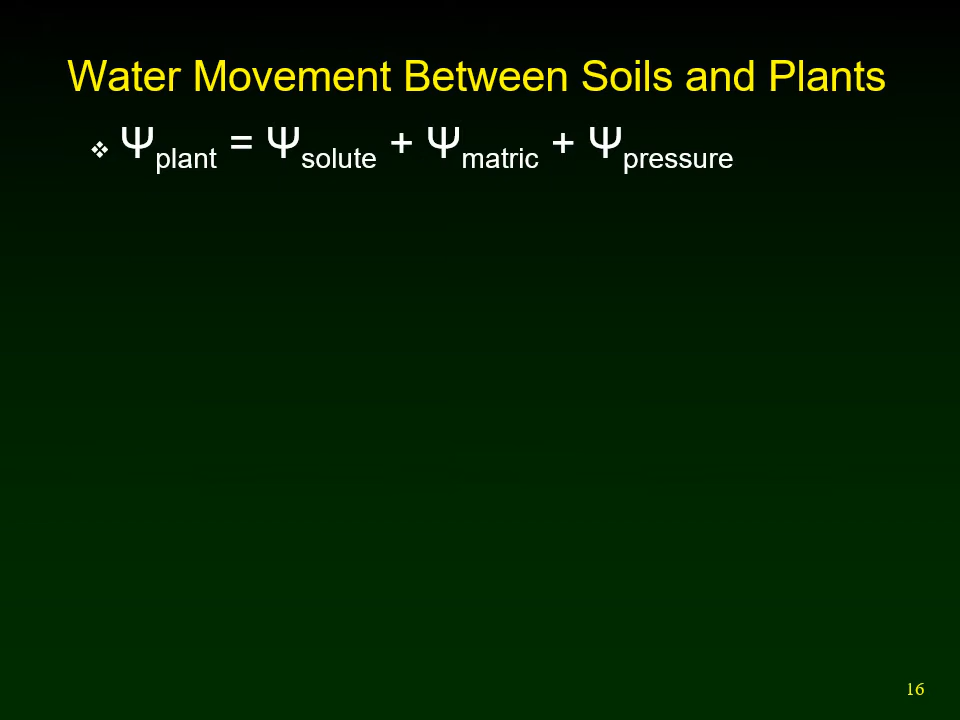 Water Movement Between Soils and Plants
❖ Ψplant = Ψsolute + Ψmatric + Ψpressure
16